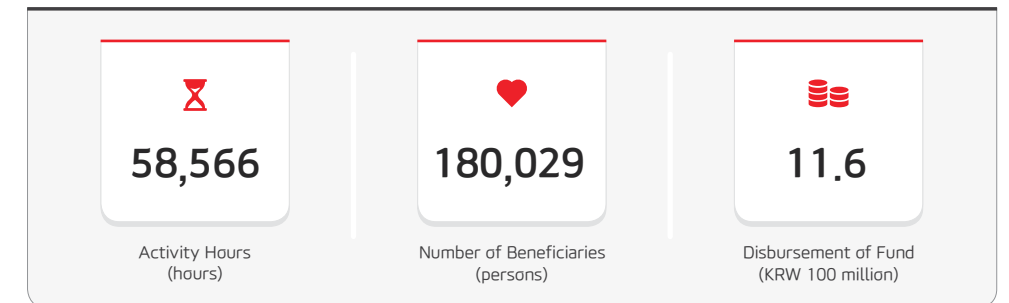 58,566
180,029
11.6
Activity Hours
(hours)
Number of Beneficiaries
(persons)
Disbursement of Fund
(KRW 100 million)